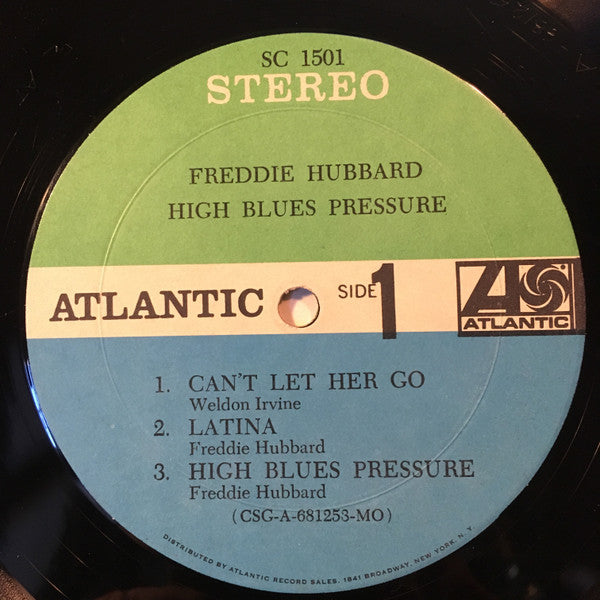 SC 1501
STEREO
FREDDIE HUBBARD
HIGH BLUES PRESSURE
ATLANTIC SIDE 1 ATLANTIC
1. CAN'T LET HER GO
Weldon Irvine
2. LATINA
Freddie Hubbard
3. HIGH BLUES PRESSURE
Freddie Hubbard
(CSG-A-681253-MO)
DISTRIBUTED BY ATLANTIC RECORD SALES, 1841 BROADWAY, NEW YORK, N.Y.